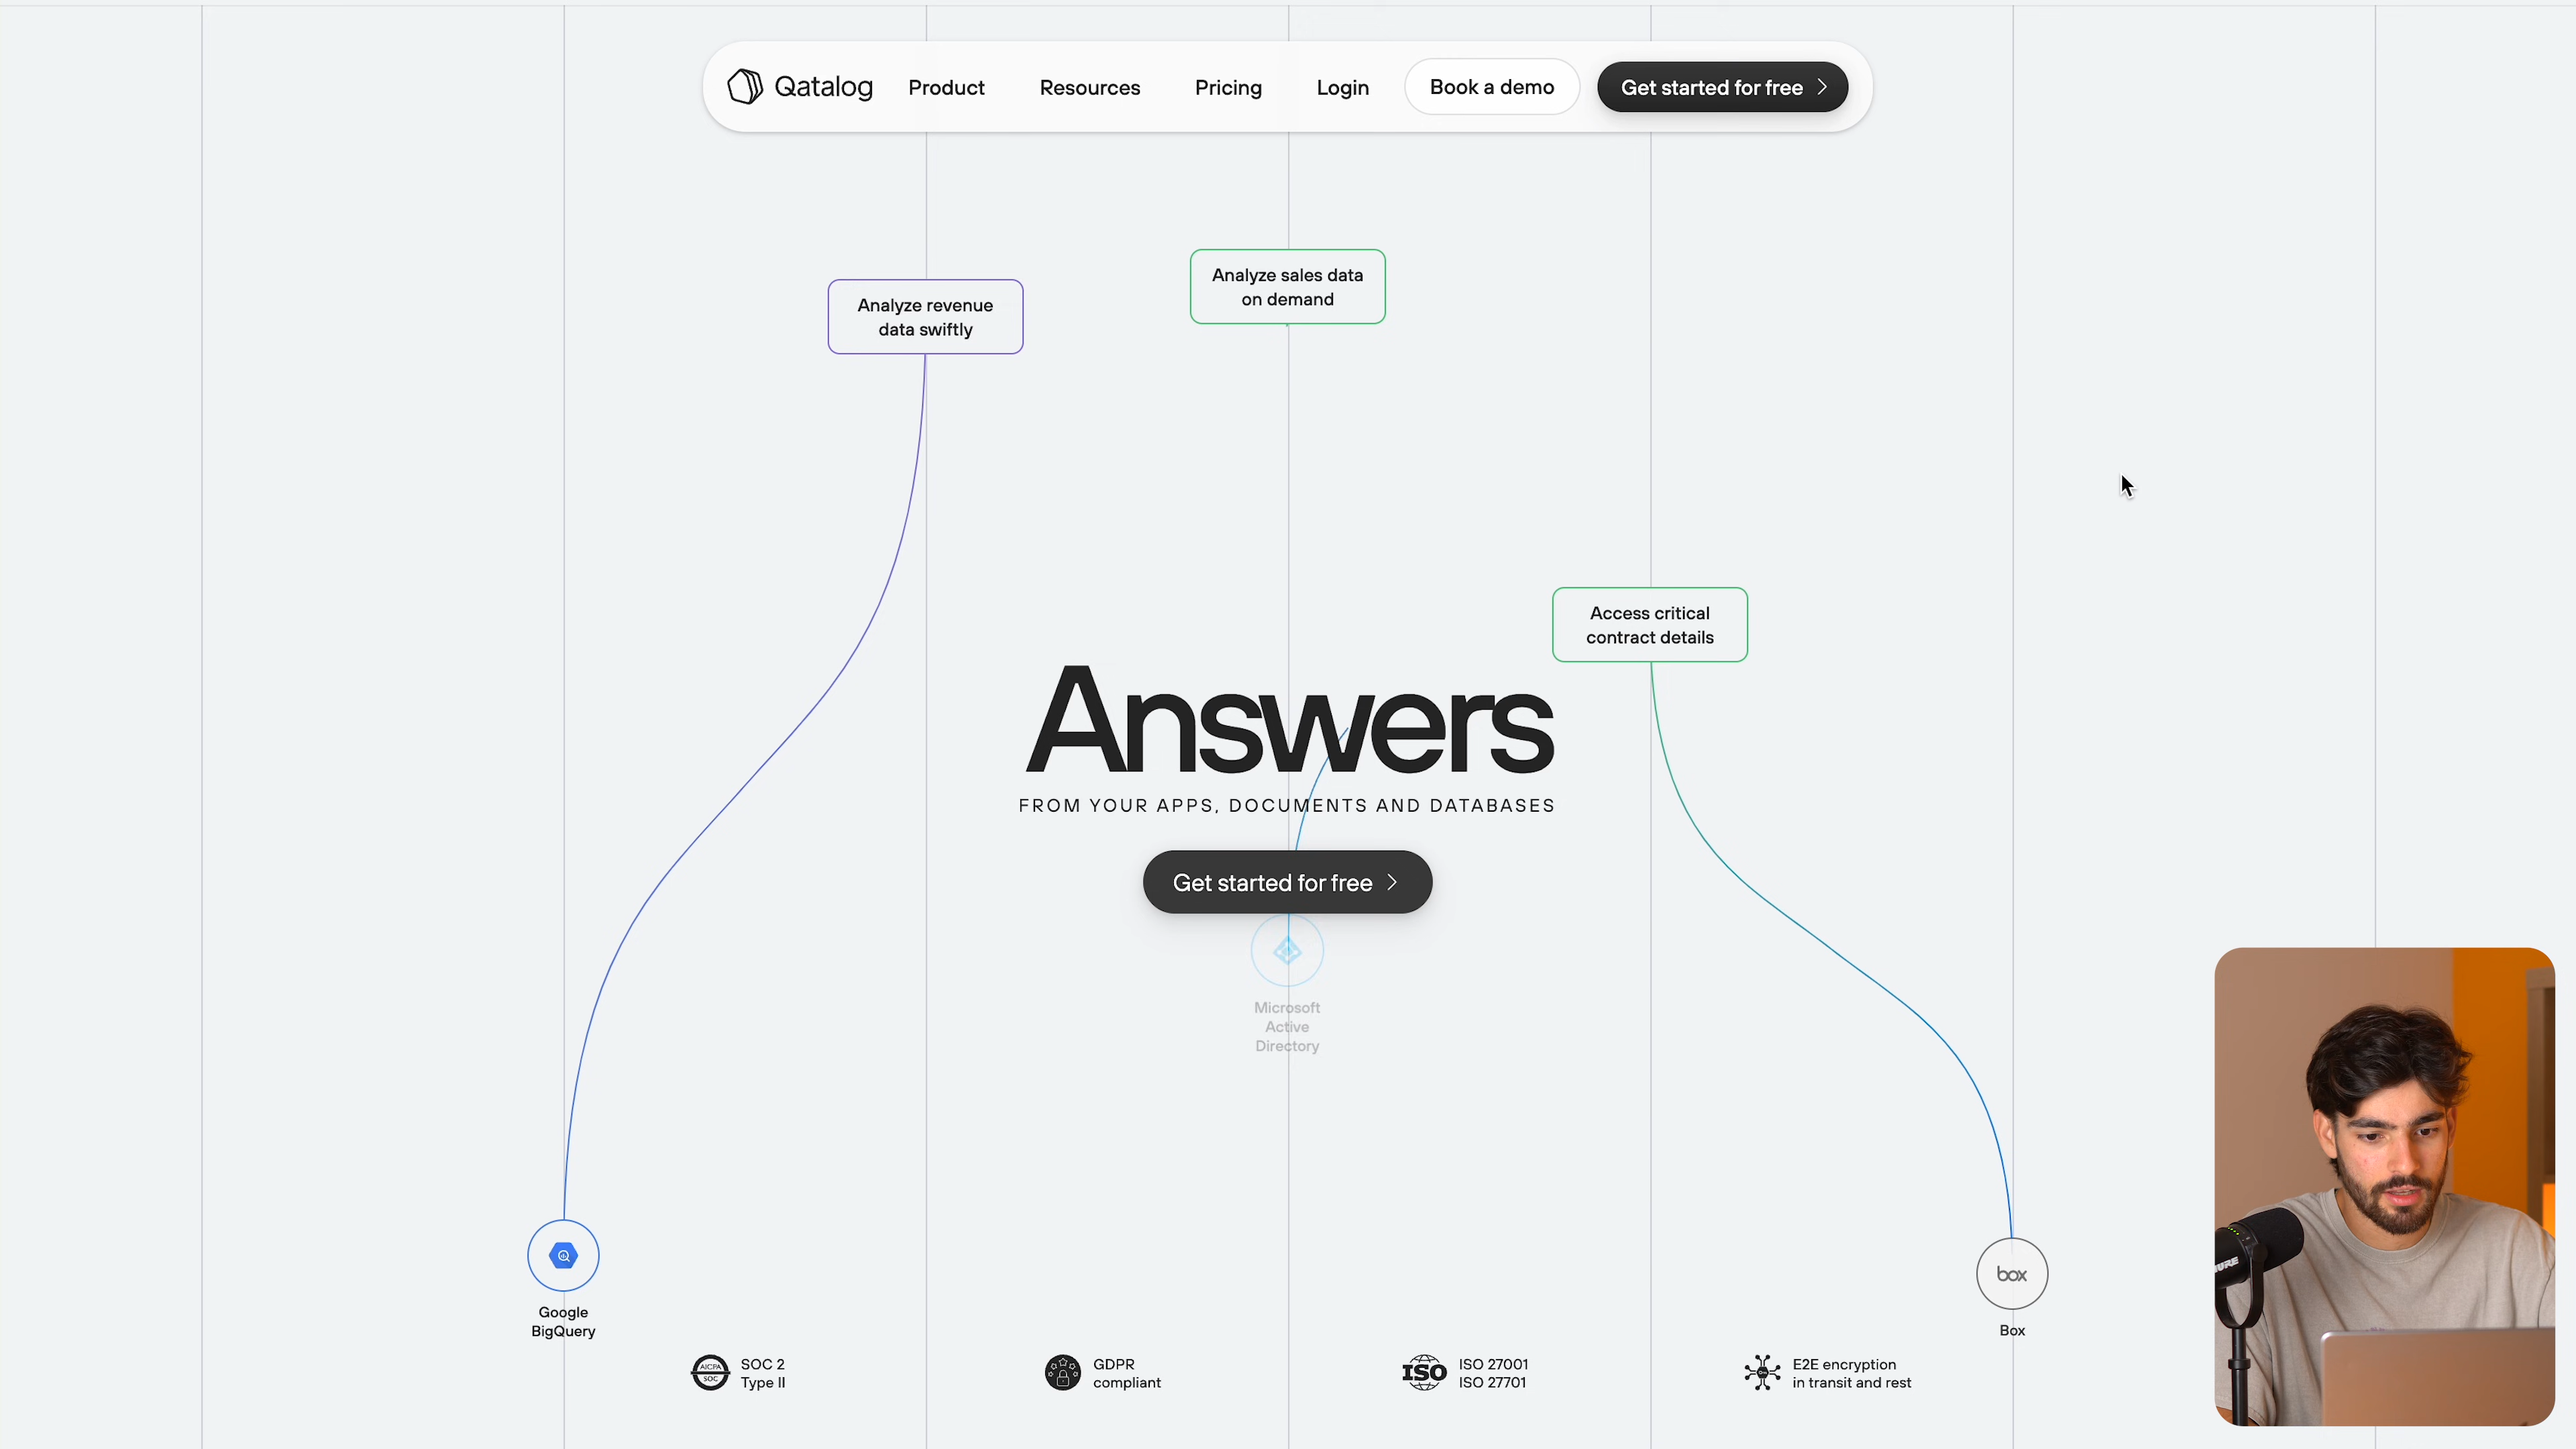 Qatalog
Product
Resources
Pricing
Login
Book a demo
Get started for free
Analyze sales data
on demand
Analyze revenue
data swiftly
Access critical
contract details
Answers
FROM YOUR APPS, DOCUMENTS AND DATABASES
Get started for free
Microsoft
Active
Directory
Google
BigQuery
box
Box
AICPA
SOC
SOC 2
Type II
GDPR
compliant
ISO
ISO 27001
ISO 27701
E2E encryption
in transit and rest